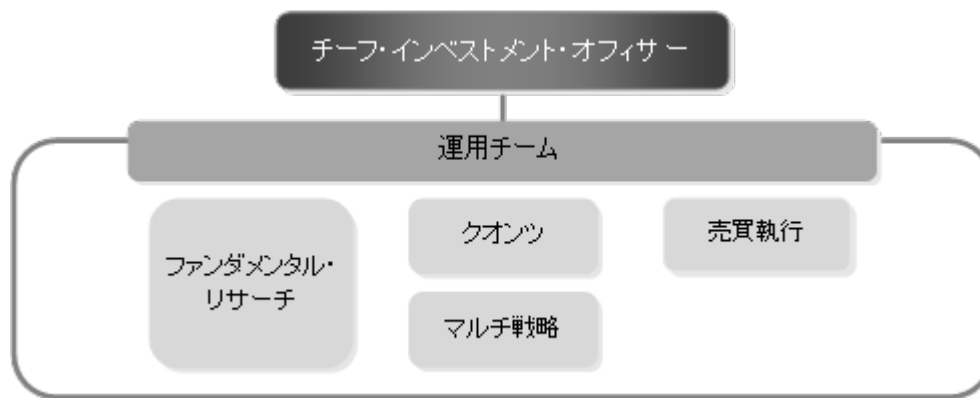 チーフ・インベストメント・オフィサー
運用チーム
ファンダメンタル・
リサーチ
クオンツ
マルチ戦略
売買執行